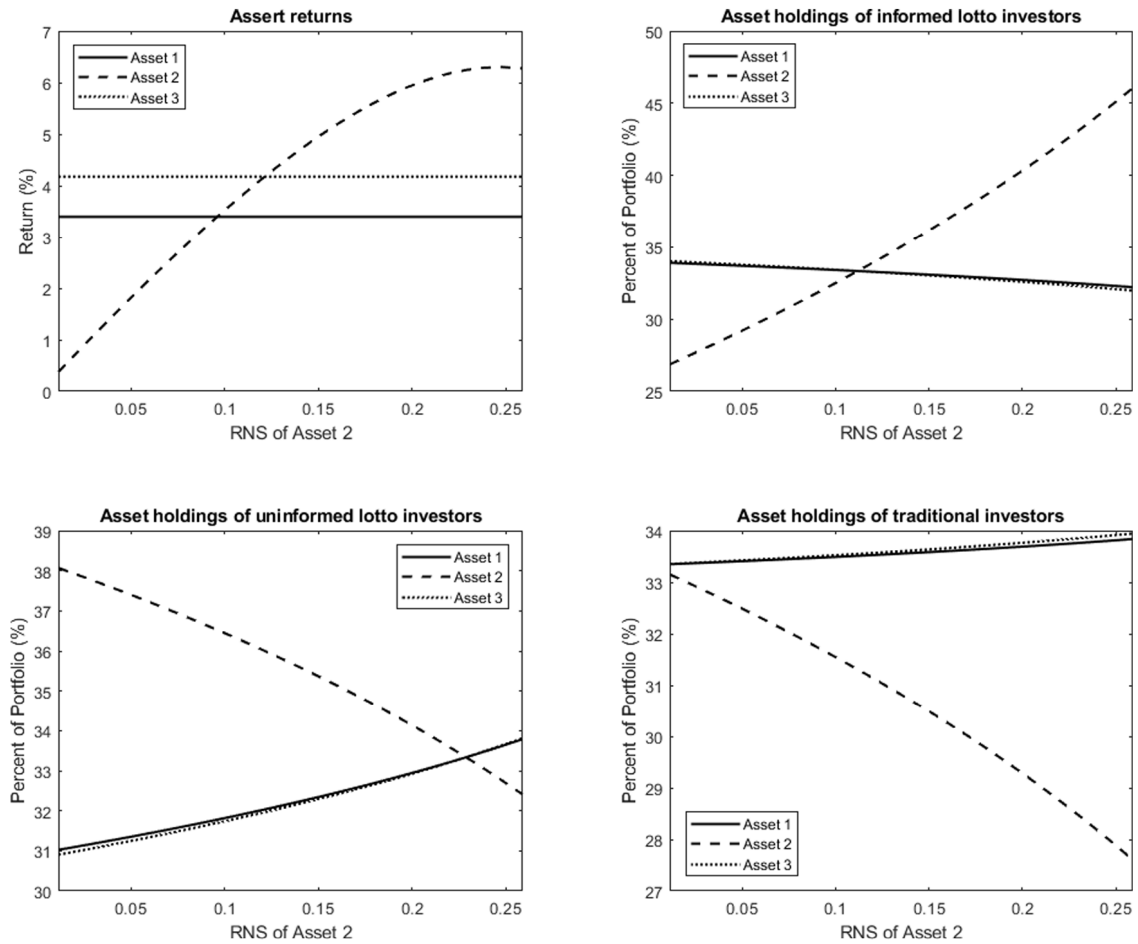 Assert returns
7
6
5
4
3
2
1
0
Return (%)
Asset 1
Asset 2
Asset 3
0.05 0.1 0.15 0.2 0.25
RNS of Asset 2
Asset holdings of informed lotto investors
50
45
40
35
30
25
Percent of Portfolio (%)
Asset 1
Asset 2
Asset 3
0.05 0.1 0.15 0.2 0.25
RNS of Asset 2
Asset holdings of uninformed lotto investors
39
38
37
36
35
34
33
32
31
30
Percent of Portfolio (%)
Asset 1
Asset 2
Asset 3
0.05 0.1 0.15 0.2 0.25
RNS of Asset 2
Asset holdings of traditional investors
34
33
32
31
30
29
28
27
Percent of Portfolio (%)
Asset 1
Asset 2
Asset 3
0.05 0.1 0.15 0.2 0.25
RNS of Asset 2